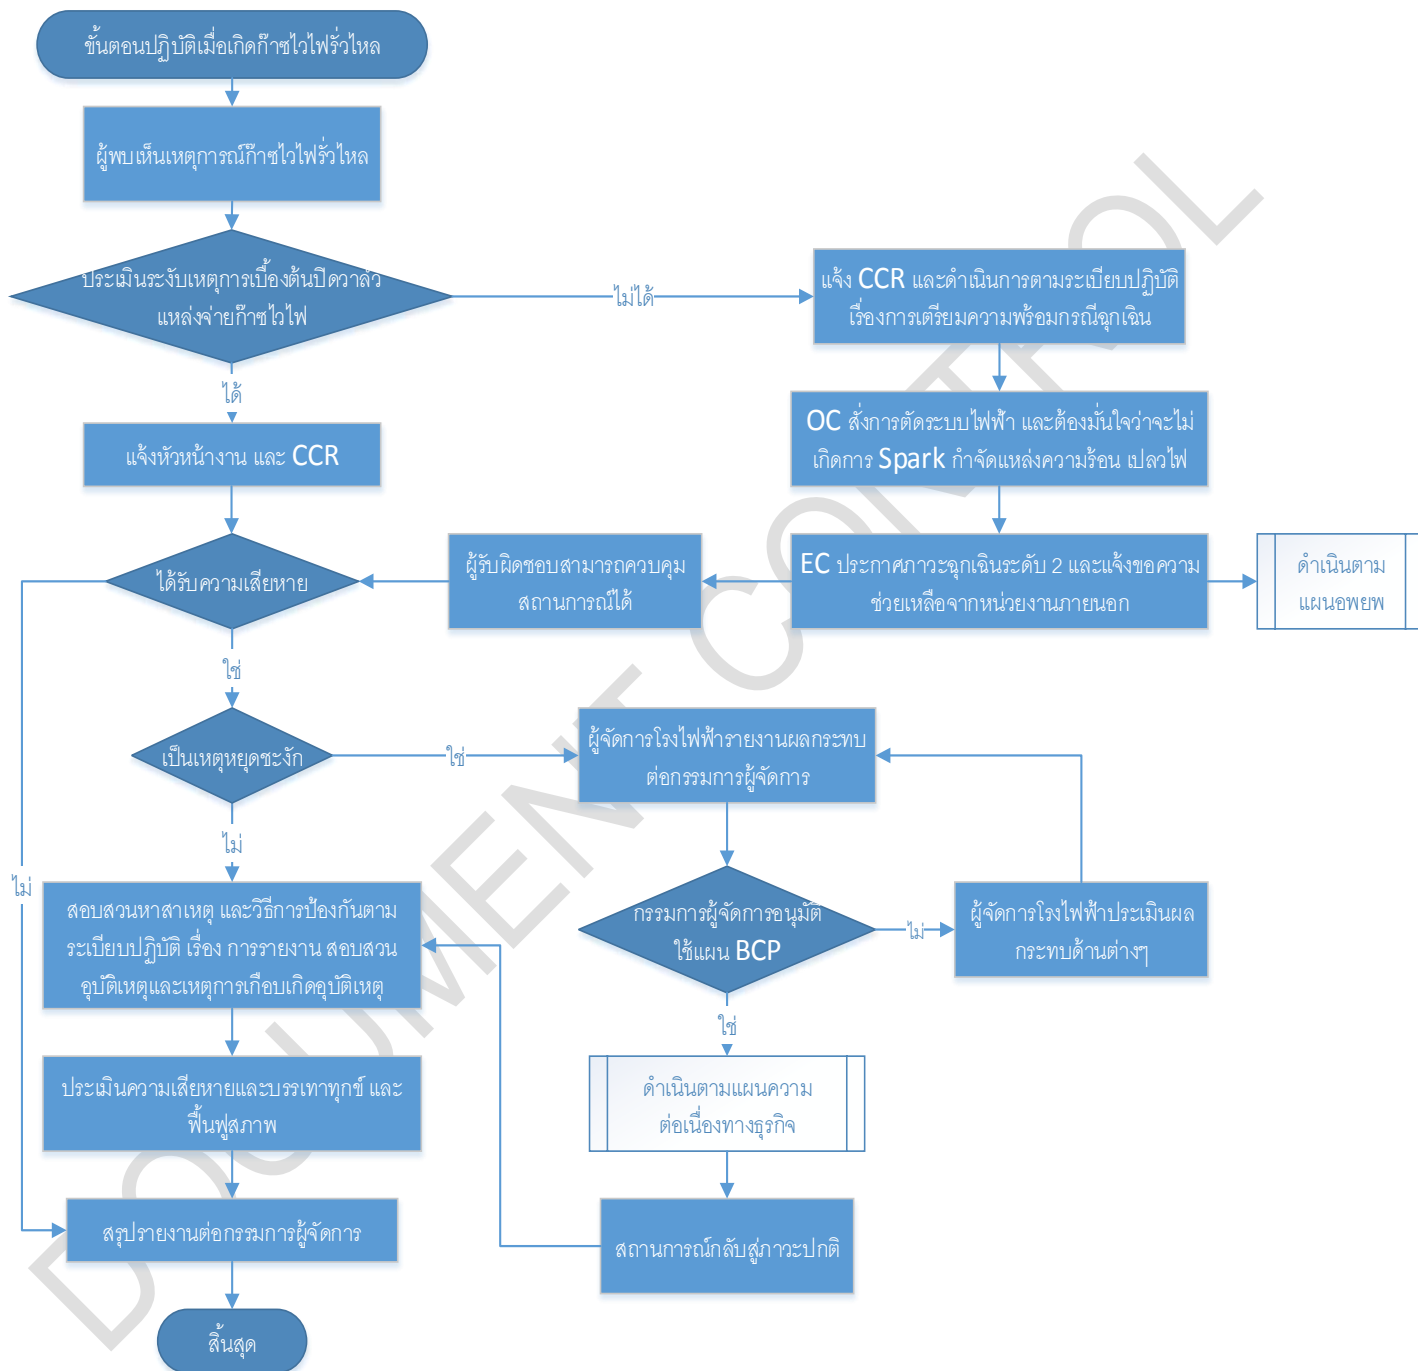 ขั้นตอนปฏิบัติเมื่อเกิดก๊าซไวไฟรั่วไหล
ผู้พบเห็นเหตุการณ์ก๊าซไวไฟรั่วไหล
ประเมินระงับเหตุการเบื้องต้นปิดวาล์ว
แหล่งจ่ายก๊าซไวไฟ
ไม่ได้
แจ้ง CCR และดำเนินการตามระเบียบปฏิบัติ
เรื่องการเตรียมความพร้อมกรณีฉุกเฉิน
ได้
OC สั่งการตัดระบบไฟฟ้า และต้องมั่นใจว่าจะไม่
เกิดการ Spark กำจัดแหล่งความร้อน เปลวไฟ
แจ้งหัวหน้างาน และ CCR
ได้รับความเสียหาย
ผู้รับผิดชอบสามารถควบคุม
สถานการณ์ได้
EC ประกาศภาวะฉุกเฉินระดับ 2 และแจ้งขอความ
ช่วยเหลือจากหน่วยงานภายนอก
ดำเนินตาม
แผนอพยพ
ใช่
เป็นเหตุหยุดชะงัก
ใช่
ผู้จัดการโรงไฟฟ้ารายงานผลกระทบ
ต่อกรรมการผู้จัดการ
ไม่
ไม่
สอบสวนหาสาเหตุ และวิธีการป้องกันตาม
ระเบียบปฏิบัติ เรื่อง การรายงาน สอบสวน
อุบัติเหตุและเหตุการเกือบเกิดอุบัติเหตุ
กรรมการผู้จัดการอนุมัติ
ใช้แผน BCP
ไม่
ผู้จัดการโรงไฟฟ้าประเมินผล
กระทบด้านต่างๆ
ใช่
ประเมินความเสียหายและบรรเทาทุกข์ และ
ฟื้นฟูสภาพ
ดำเนินตามแผนความ
ต่อเนื่องทางธุรกิจ
สรุปรายงานต่อกรรมการผู้จัดการ
สถานการณ์กลับสู่ภาวะปกติ
สิ้นสุด
DOCUMENT CONTROL